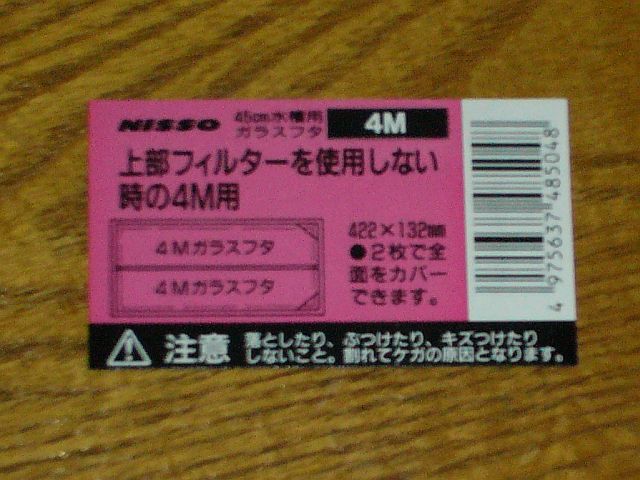 NISSO
45cm水槽用
ガラスフタ
4M
上部フィルターを使用しない
時の4M用
4Mガラスフタ
4Mガラスフタ
422×132㎜
●2枚で全
面をカバー
できます。
4 975637 485048
注意
落としたり、ぶつけたり、キズつけたり
しないこと。割れてケガの原因となります。